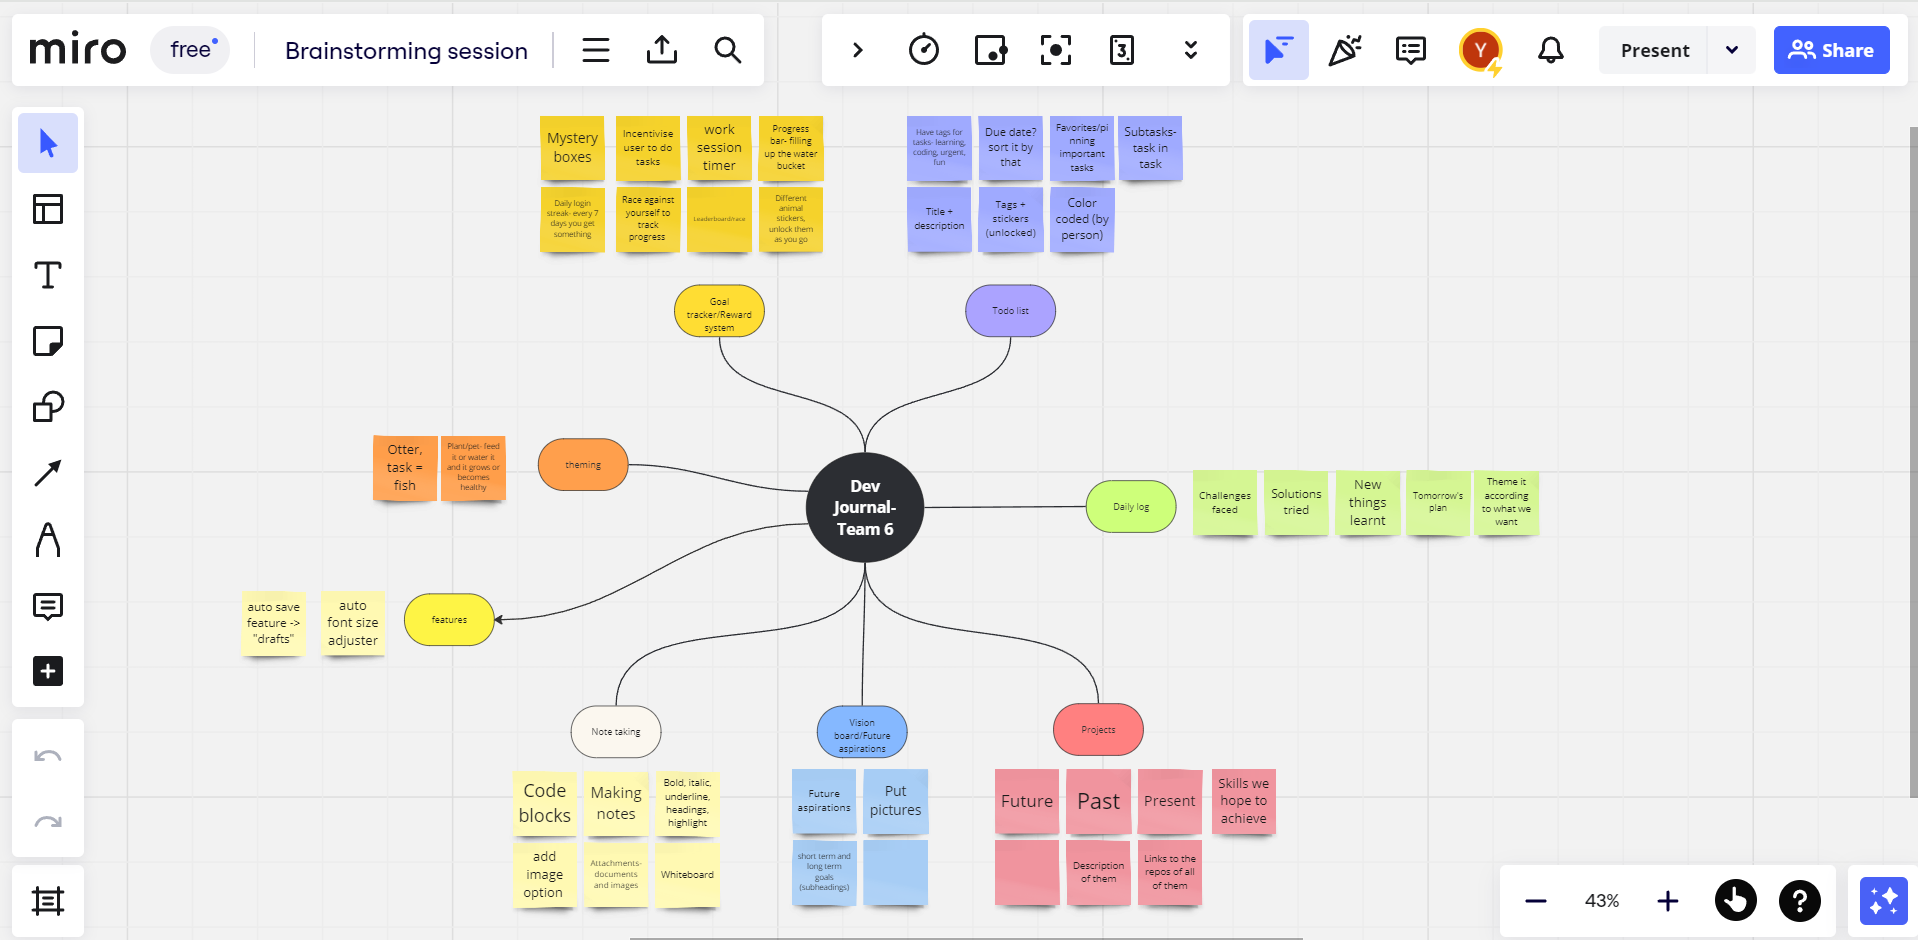 miro
free
Brainstorming session
3
Y
Present
Share
Mystery
boxes
Incentivise
user to do
tasks
work
session
timer
Progress
bar- filling
up the water
bucket
Daily login
streak- every 7
days you get
something
Race against
yourself to
track
progress
Leaderboard/race
Different
animal
stickers,
unlock them
as you go
Have tags for
tasks- learning,
coding, urgent,
fun
Due date?
sort it by
that
Favorites/pi
nning
important
tasks
Subtasks-
task in
task
Title +
description
Tags +
stickers
(unlocked)
Color
coded (by
person)
Goal
tracker/Reward
system
Todo list
Otter,
task =
fish
Plant/pet- feed
it or water it
and it grows or
becomes
healthy
theming
Dev
Journal-
Team 6
Daily log
Challenges
faced
Solutions
tried
New
things
learnt
Tomorrow's
plan
Theme it
according
to what we
want
auto save
feature ->
"drafts"
auto
font size
adjuster
features
Note taking
Vision
board/Future
aspirations
Projects
Code
blocks
Making
notes
Bold, italic,
underline,
headings,
highlight
add
image
option
Attachments-
documents
and images
Whiteboard
Future
aspirations
Put
pictures
short term and
long term
goals
(subheadings)
Future
Past
Present
Skills we
hope to
achieve
Description
of them
Links to the
repos of all
of them
43%
?